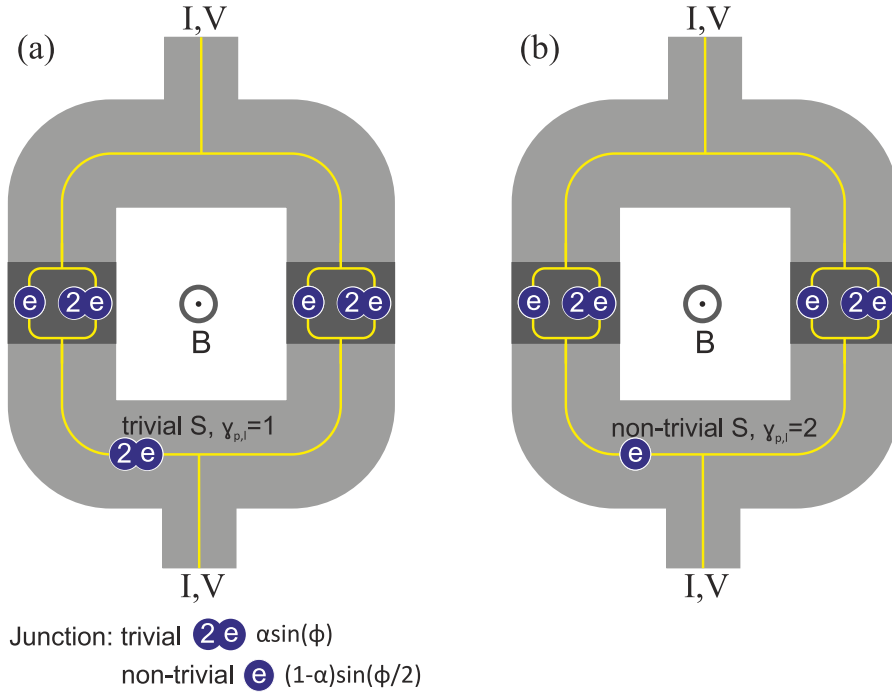 (a)
I,V
e
2 e
e
2 e
B
trivial S, γp,l=1
2 e
I,V
(b)
I,V
e
2 e
e
2 e
B
non-trivial S, γp,l=2
e
I,V
Junction: trivial 2 e αsin(ϕ)
non-trivial e (1-α)sin(ϕ/2)